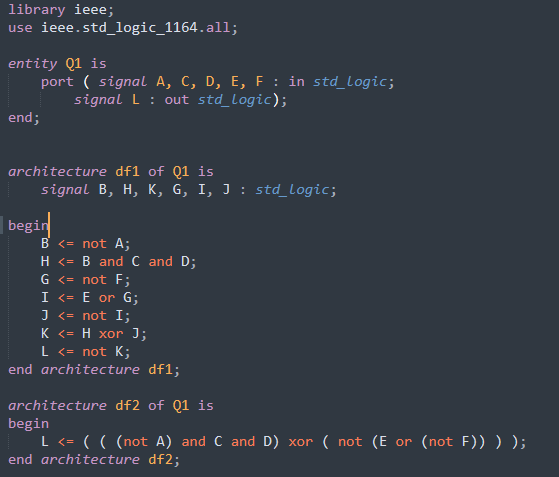 library ieee;
use ieee.std_logic_1164.all;

entity Q1 is
    port ( signal A, C, D, E, F : in std_logic;
        signal L : out std_logic);
end;


architecture df1 of Q1 is
    signal B, H, K, G, I, J : std_logic;

begin
    B <= not A;
    H <= B and C and D;
    G <= not F;
    I <= E or G;
    J <= not I;
    K <= H xor J;
    L <= not K;
end architecture df1;

architecture df2 of Q1 is
begin
    L <= ( ( (not A) and C and D) xor ( not (E or (not F)) ) );
end architecture df2;